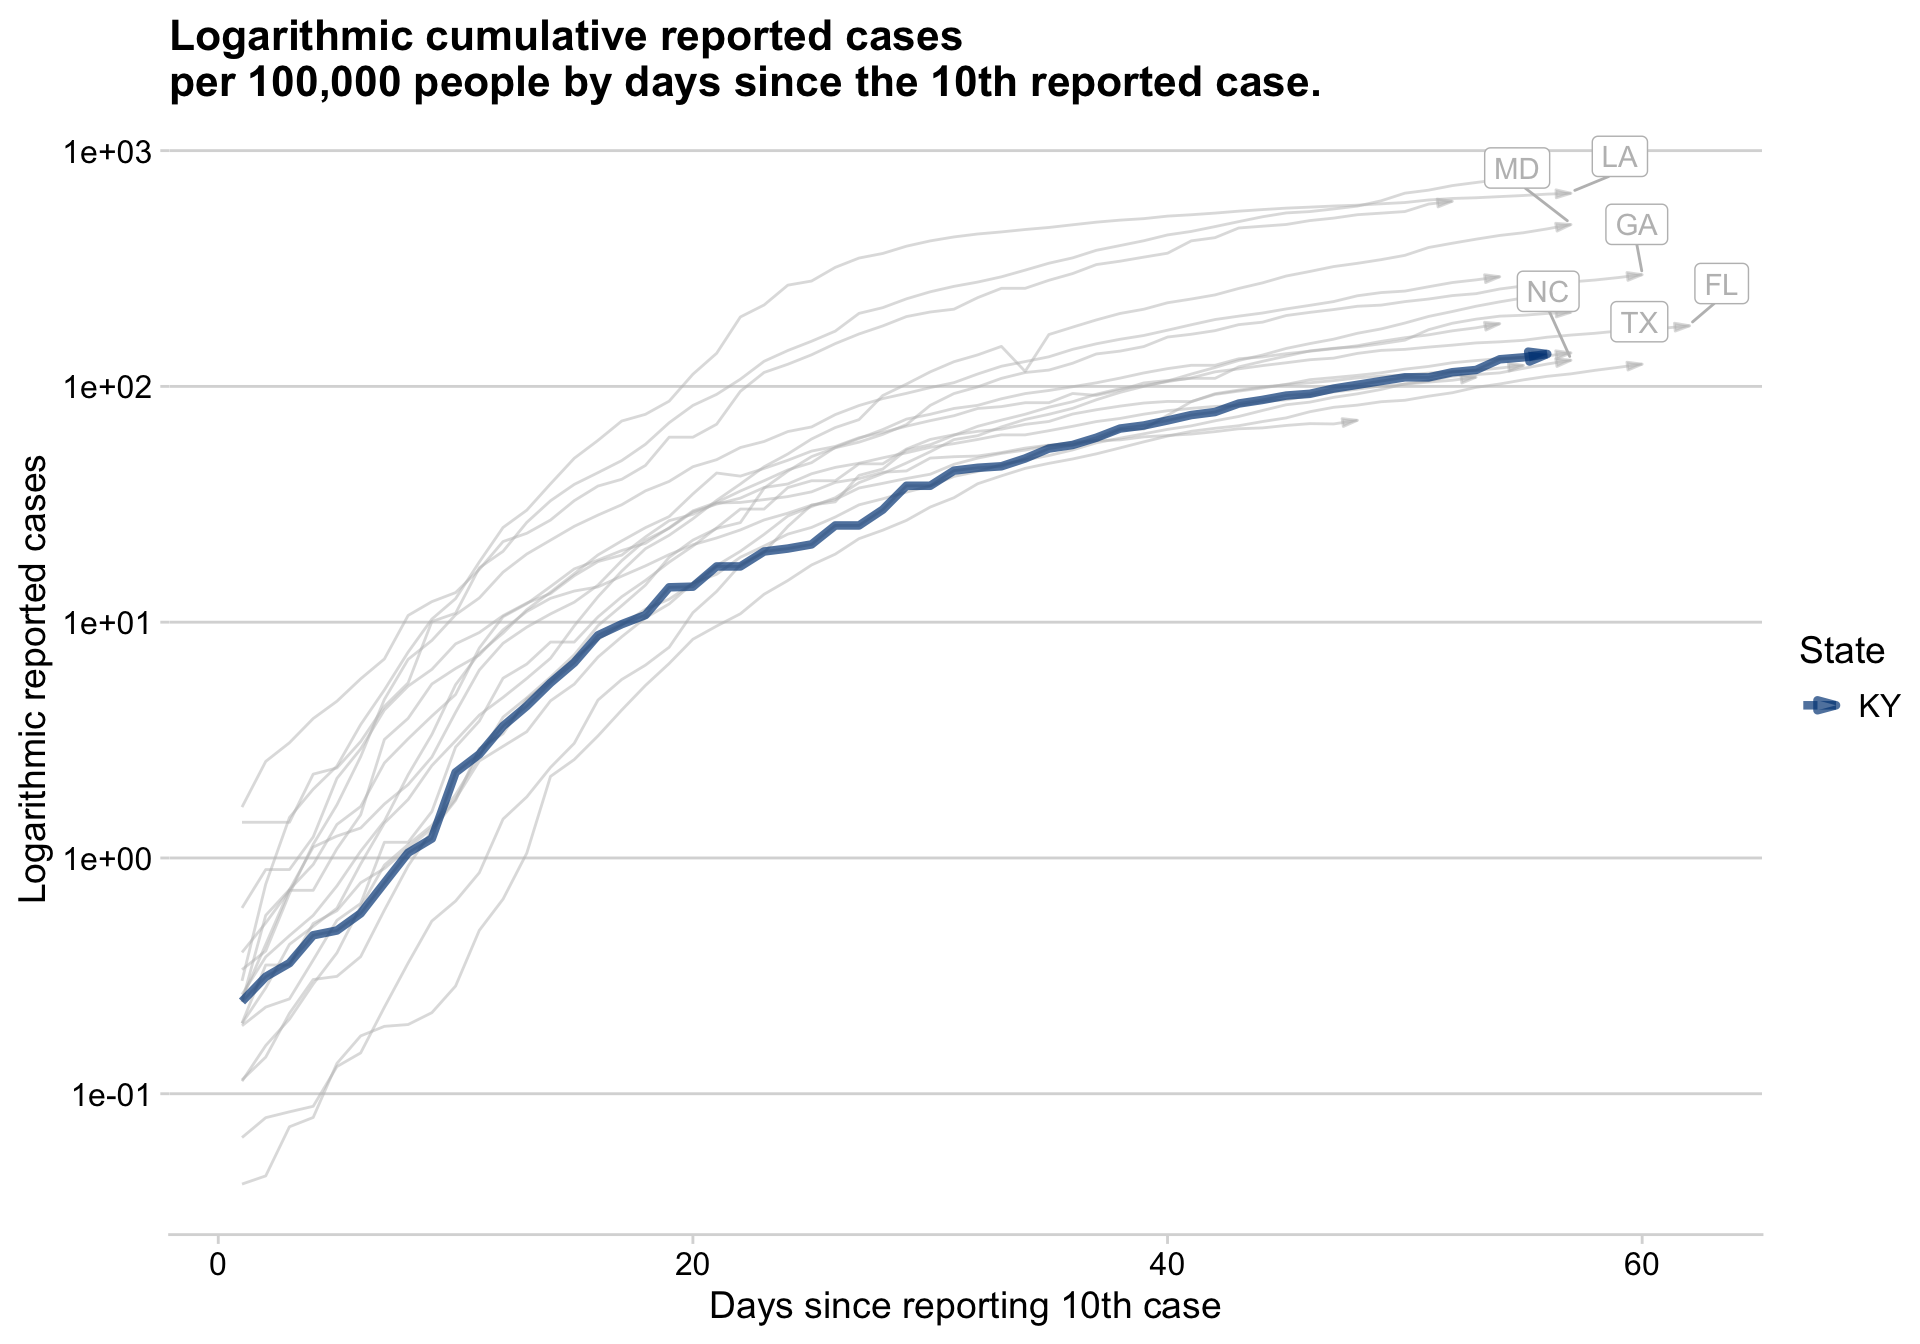 Logarithmic cumulative reported cases
per 100,000 people by days since the 10th reported case.
1e+03
1e+02
1e+01
1e+00
1e-01
Logarithmic reported cases
MD
LA
GA
NC
FL
TX
State
KY
0
20
40
60
Days since reporting 10th case